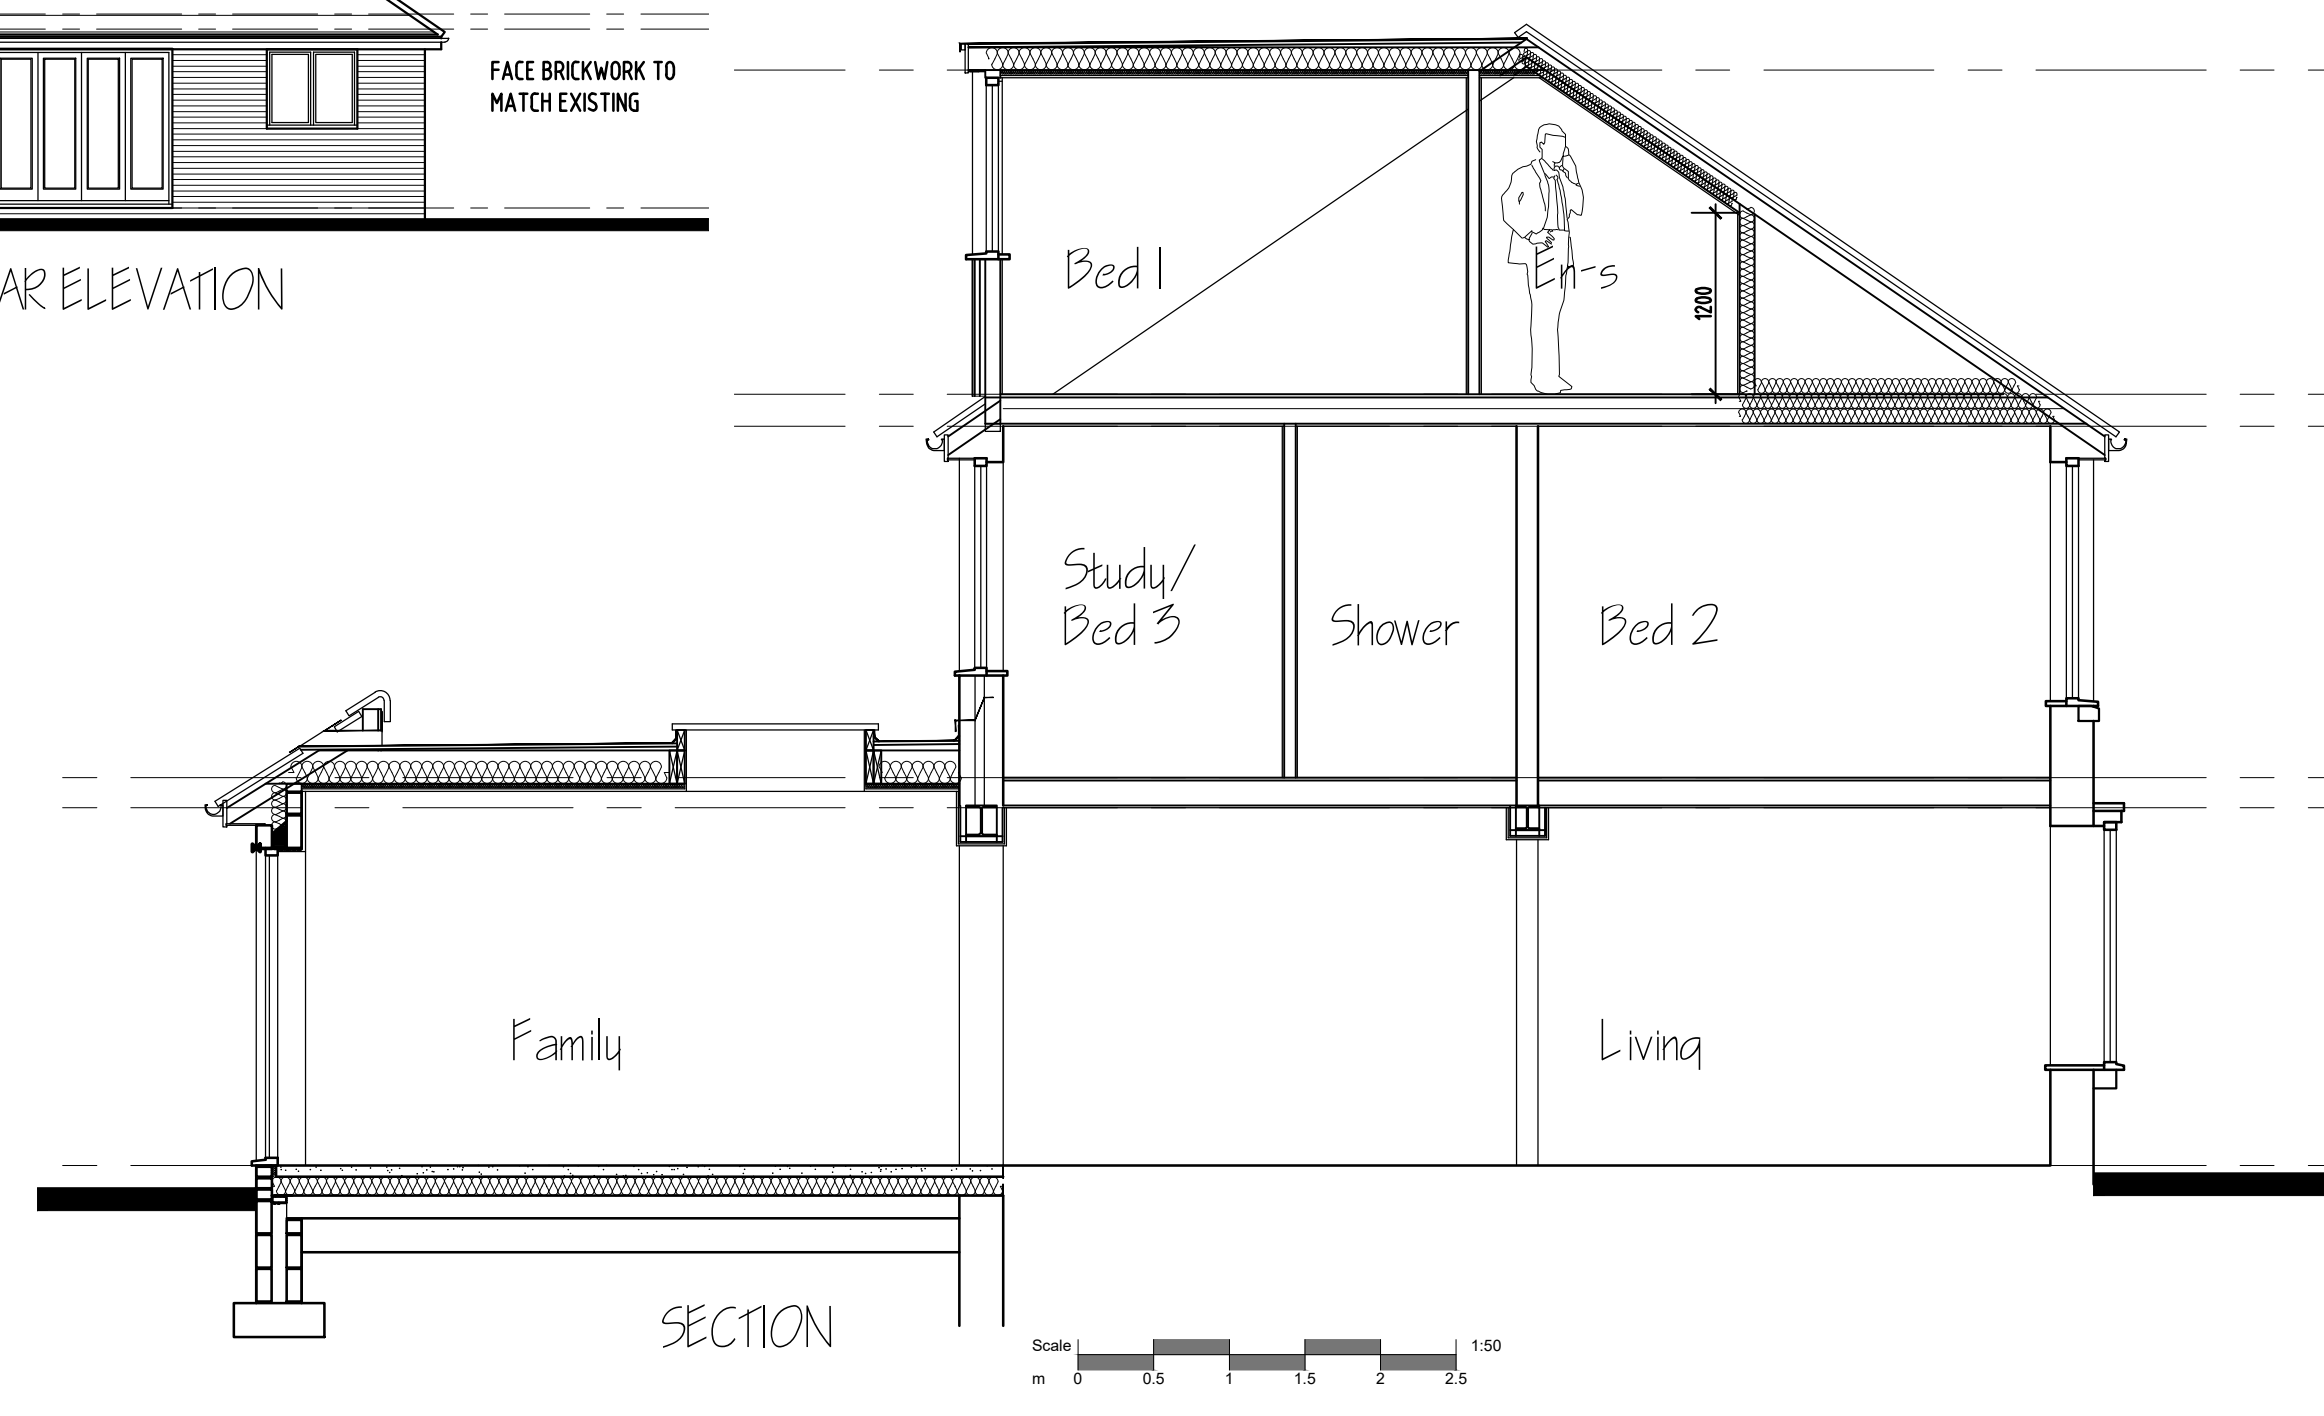 FACE BRICKWORK TO
MATCH EXISTING
AR ELEVATION
Bed 1
En-s
1200
Study/
Bed 3
Shower
Bed 2
Family
Living
SECTION
Scale 1:50
m 0 0.5 1 1.5 2 2.5